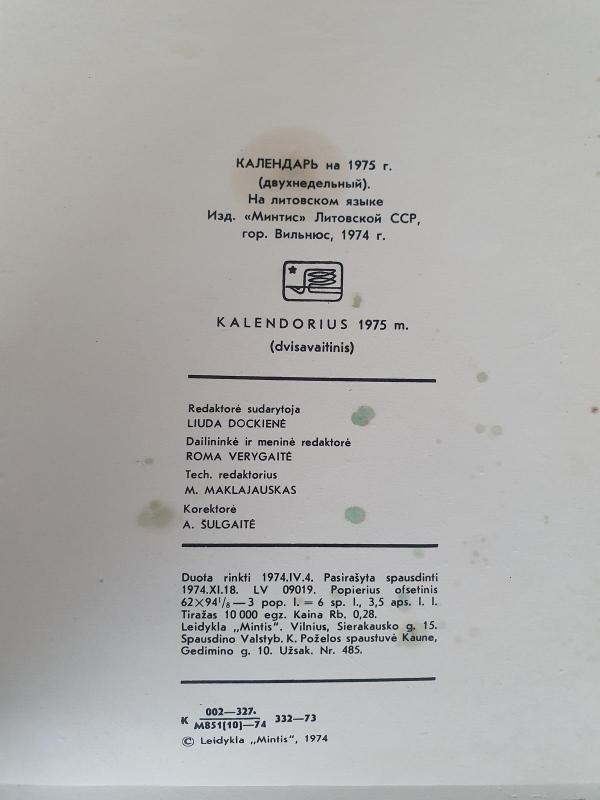 КАЛЕНДАРЬ на 1975 г.
(двухнедельный).
На литовском языке
Изд. «Минтис» Литовской ССР,
гор. Вильнюс, 1974 г.
KALENDORIUS 1975 m.
(dvisavaitinis)
Redaktorė sudarytoja
LIUDA DOCKIENĖ
Dailininkė ir meninė redaktorė
ROMA VERYGAITĖ
Tech. redaktorius
M. MAKLAJAUSKAS
Korektorė
A. ŠULGAITĖ
Duota rinkti 1974.IV.4. Pasirašyta spausdinti
1974.XI.18. LV 09019. Popierius ofsetinis
62×94¹/₈—3 pop. l.=6 sp. l., 3,5 aps. l. l.
Tiražas 10 000 egz. Kaina Rb. 0,28.
Leidykla „Mintis". Vilnius, Sierakausko g. 15.
Spausdino Valstyb. K. Poželos spaustuvė Kaune,
Gedimino g. 10. Užsak. Nr. 485.
002—327.
K M851[10]—74 332—73
© Leidykla „Mintis", 1974